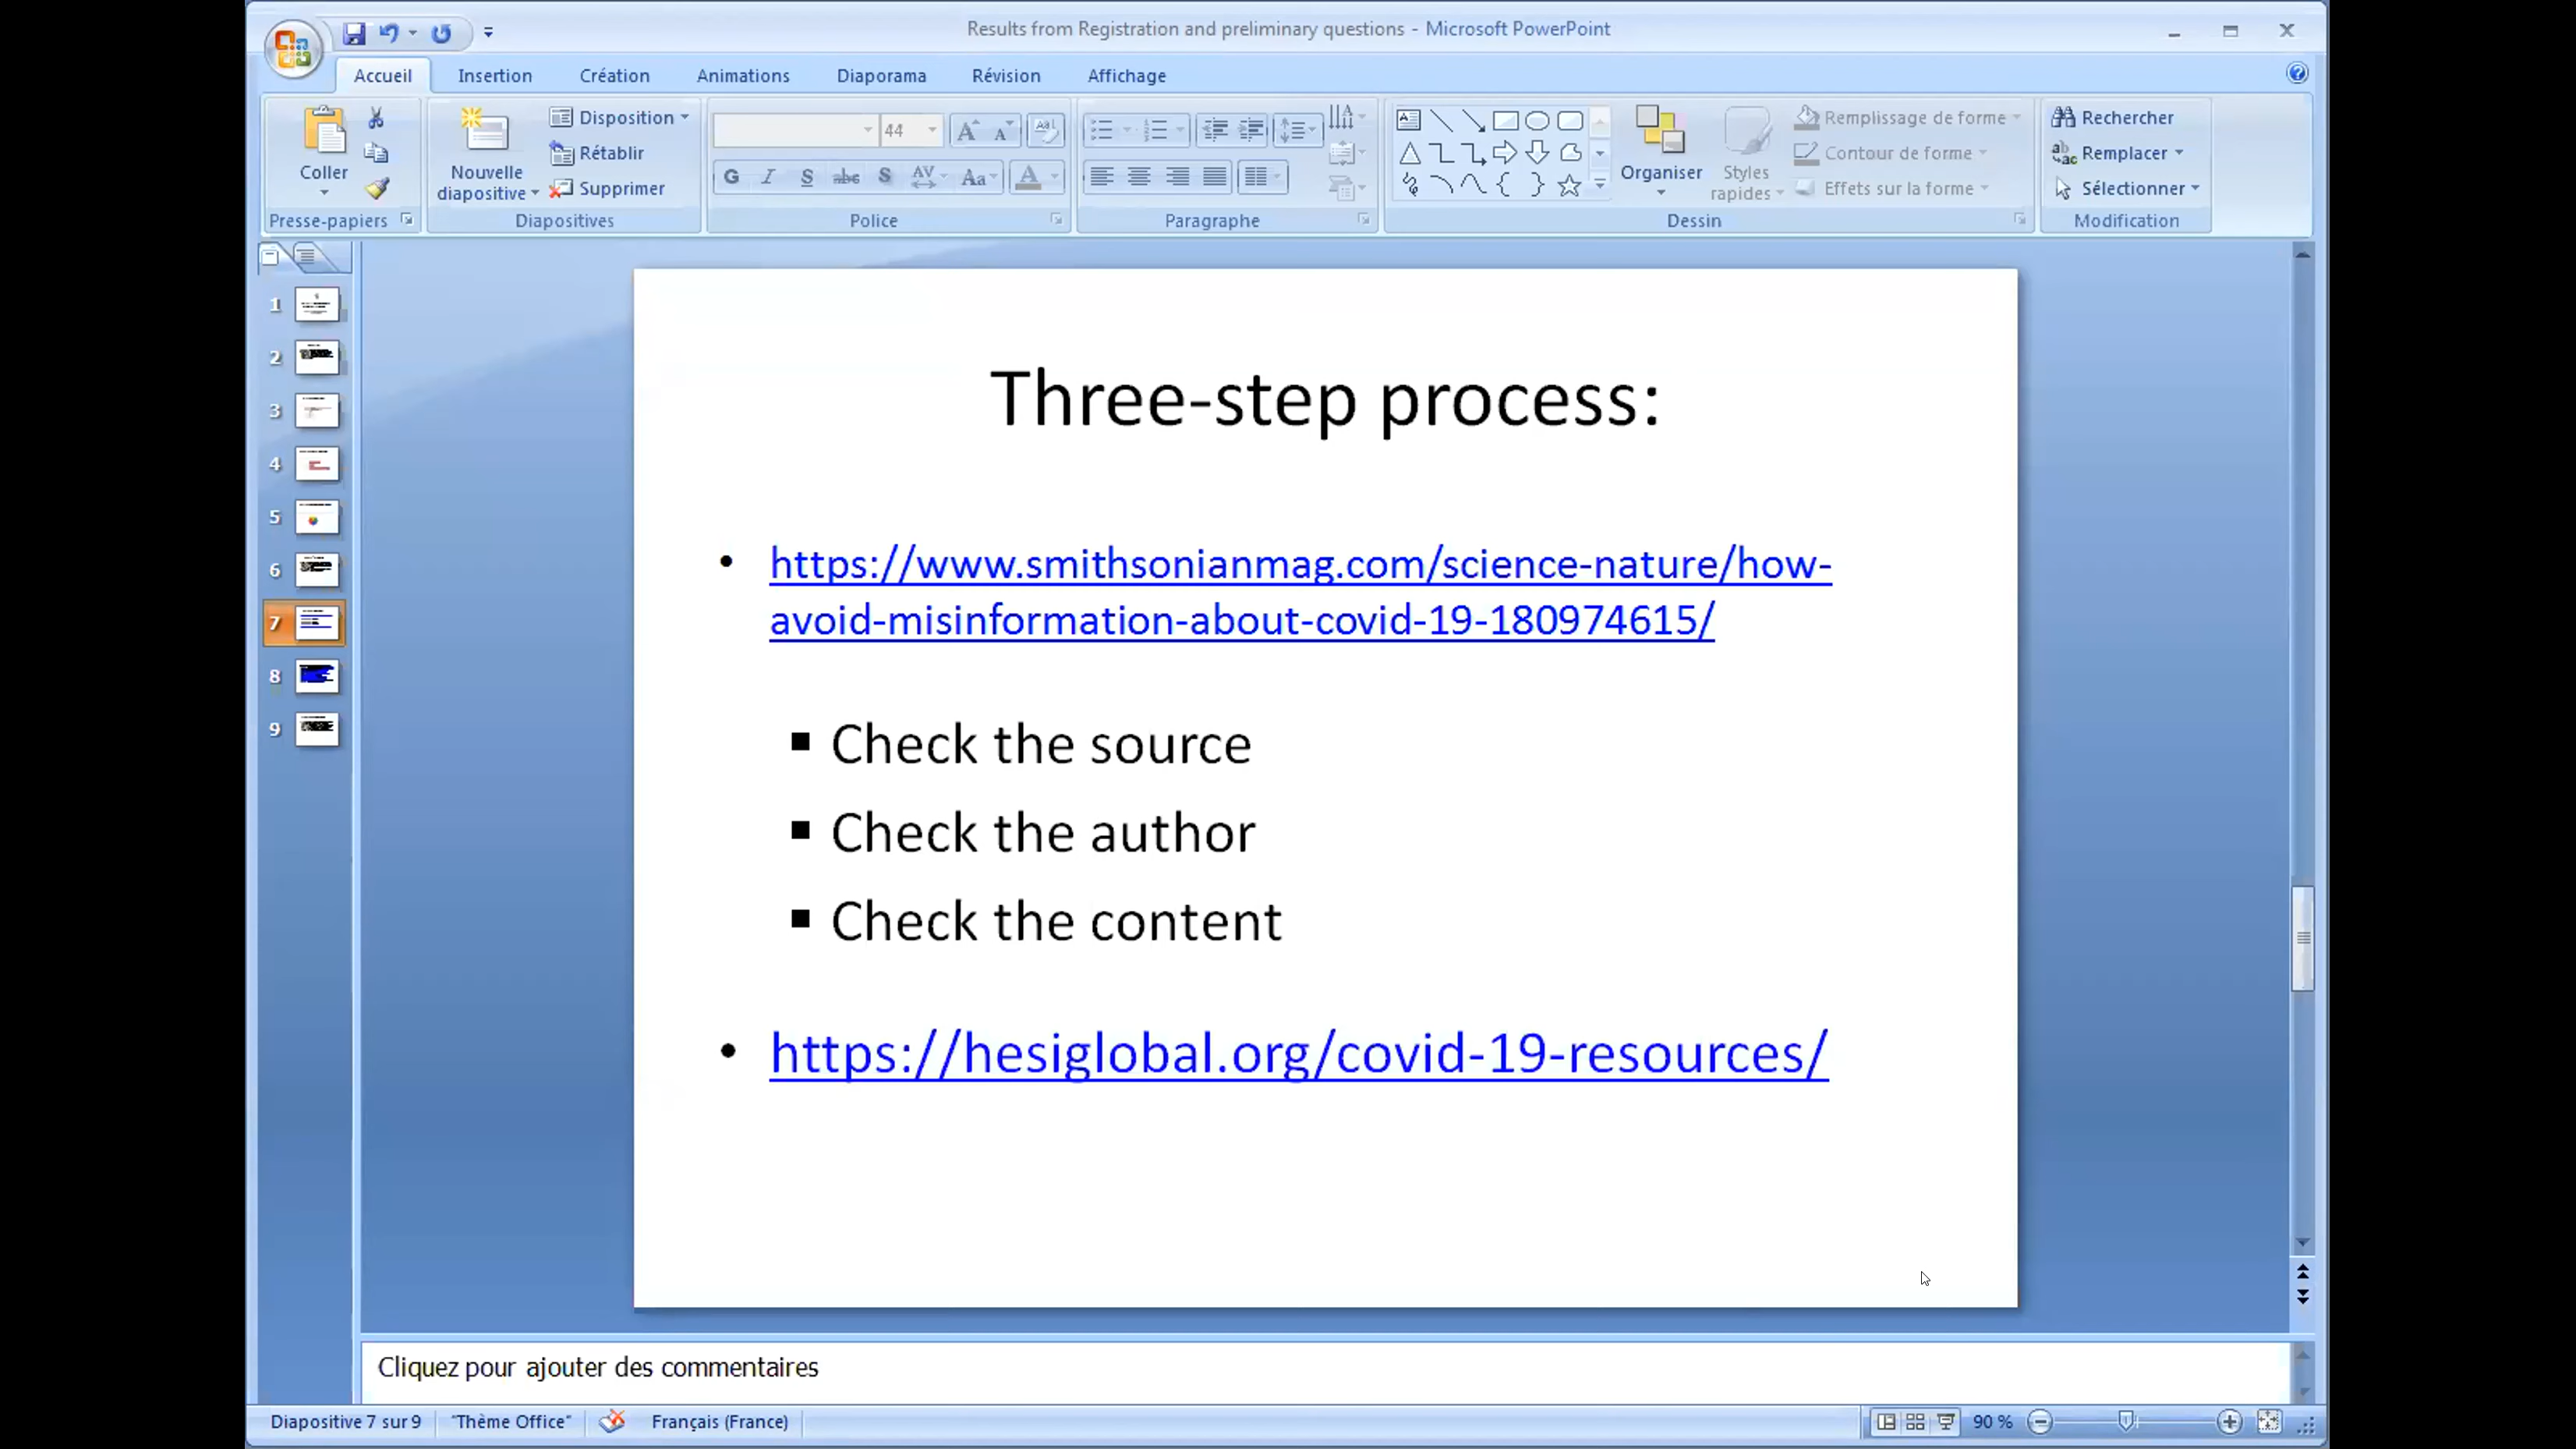 Results from Registration and preliminary questions - Microsoft PowerPoint
Accueil Insertion Création Animations Diaporama Révision Affichage
Coller
Presse-papiers
Nouvelle diapositive
Disposition
Rétablir
Supprimer
Diapositives
44
G I S abc S AV Aa A
Police
Paragraphe
Organiser
Styles rapides
Remplissage de forme
Contour de forme
Effets sur la forme
Dessin
Rechercher
Remplacer
Sélectionner
Modification
1
2
3
4
5
6
7
8
9
Three-step process:
• https://www.smithsonianmag.com/science-nature/how-
avoid-misinformation-about-covid-19-180974615/
▪ Check the source
▪ Check the author
▪ Check the content
• https://hesiglobal.org/covid-19-resources/
Cliquez pour ajouter des commentaires
Diapositive 7 sur 9 "Thème Office" Français (France) 90 %